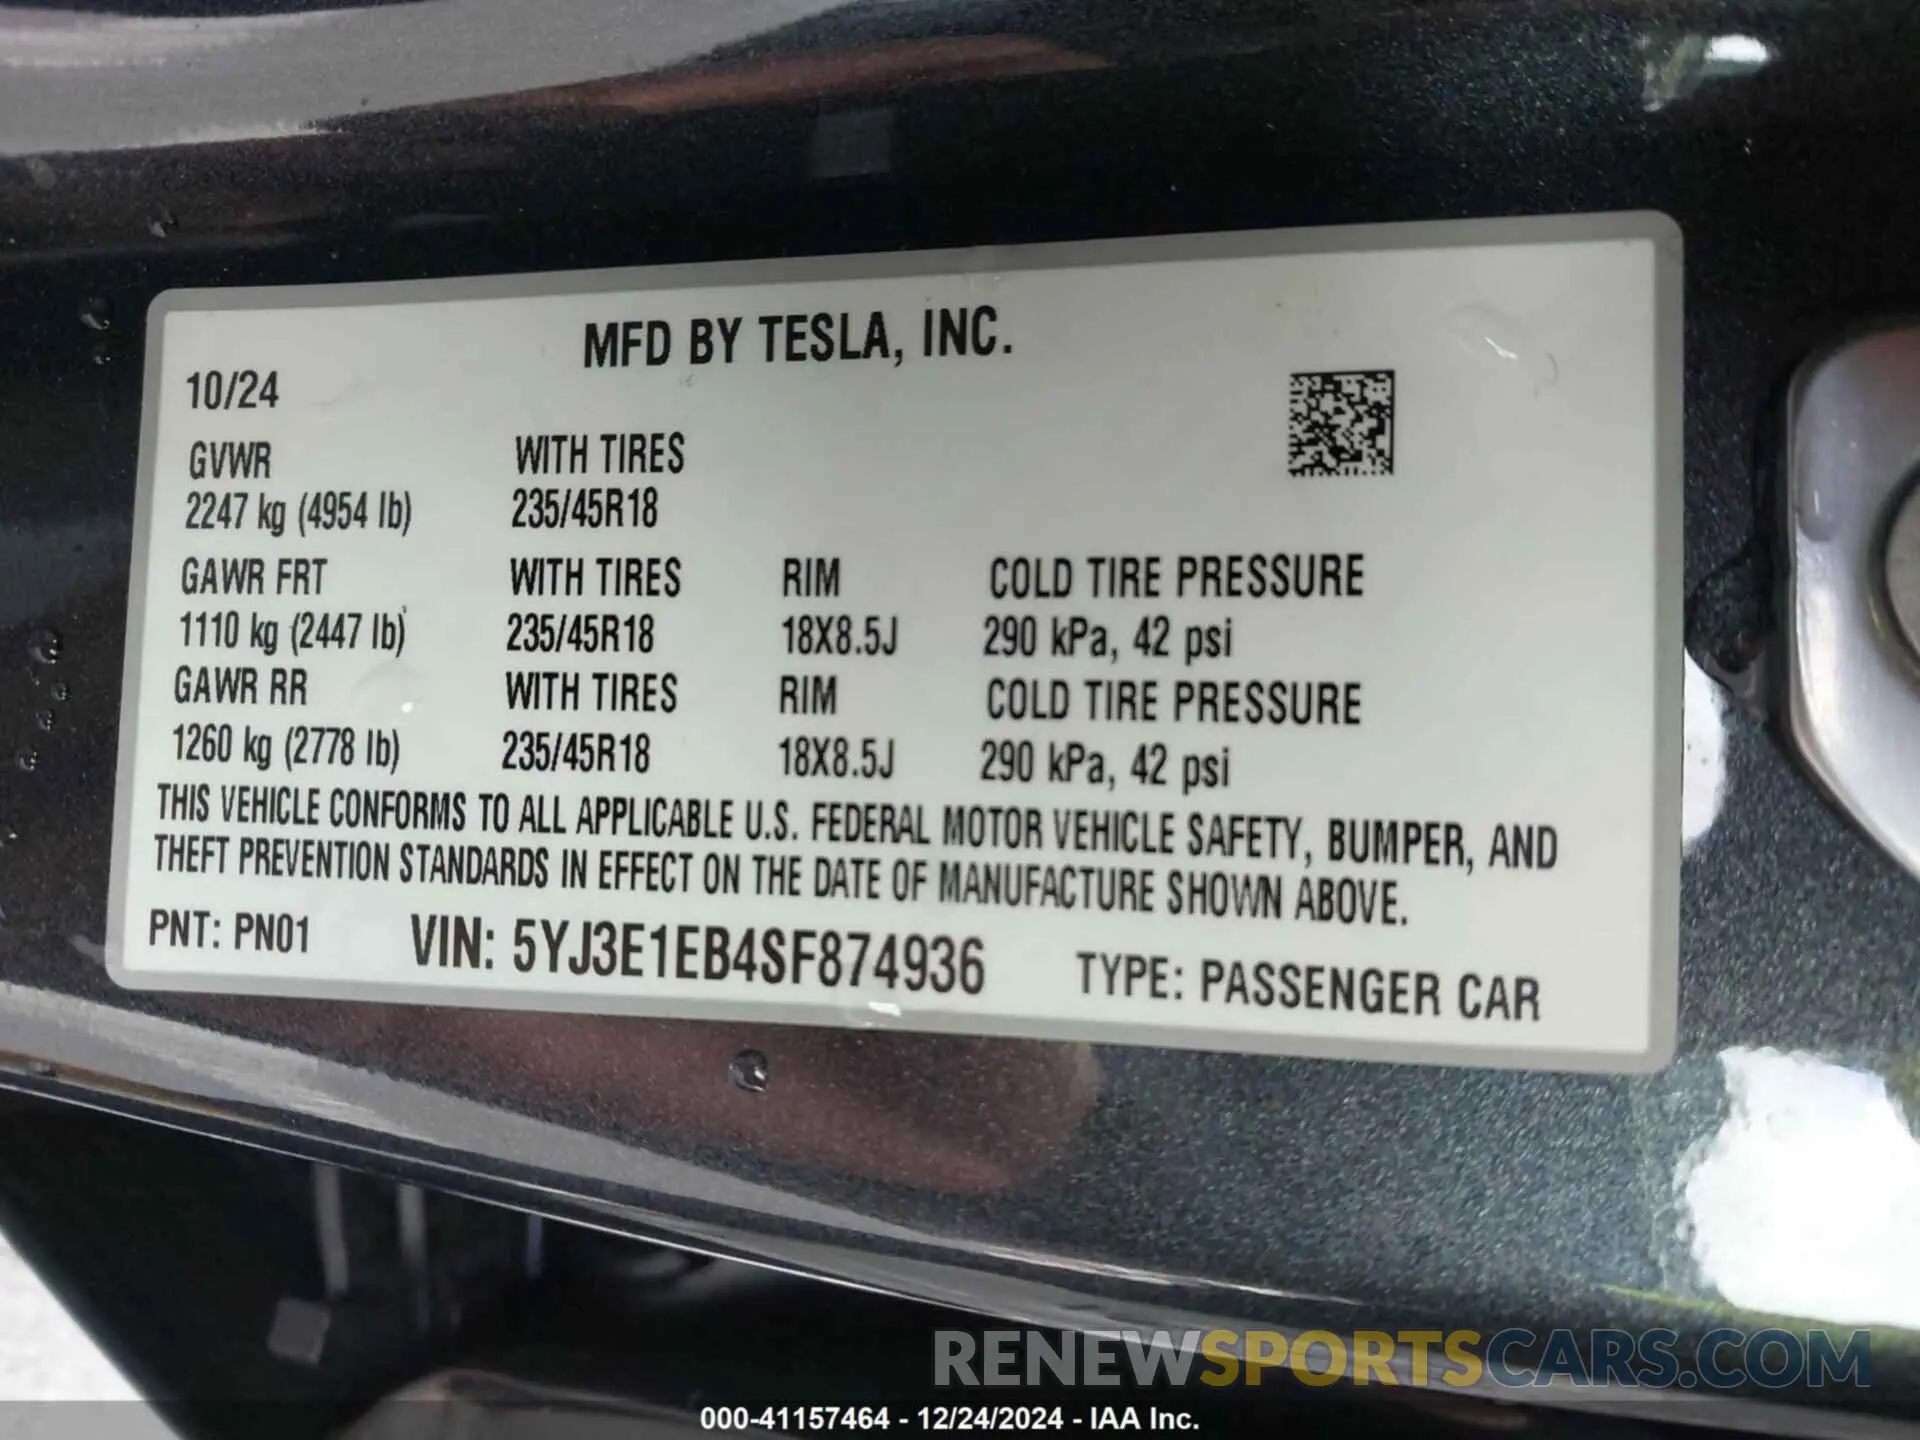 MFD BY TESLA, INC.
10/24
GVWR WITH TIRES
2247 kg (4954 lb) 235/45R18
GAWR FRT WITH TIRES RIM COLD TIRE PRESSURE
1110 kg (2447 lb) 235/45R18 18X8.5J 290 kPa, 42 psi
GAWR RR WITH TIRES RIM COLD TIRE PRESSURE
1260 kg (2778 lb) 235/45R18 18X8.5J 290 kPa, 42 psi
THIS VEHICLE CONFORMS TO ALL APPLICABLE U.S. FEDERAL MOTOR VEHICLE SAFETY, BUMPER, AND
THEFT PREVENTION STANDARDS IN EFFECT ON THE DATE OF MANUFACTURE SHOWN ABOVE.
PNT: PN01 VIN: 5YJ3E1EB4SF874936 TYPE: PASSENGER CAR
RENEWSPORTSCARS.COM
000-41157464 - 12/24/2024 - IAA Inc.